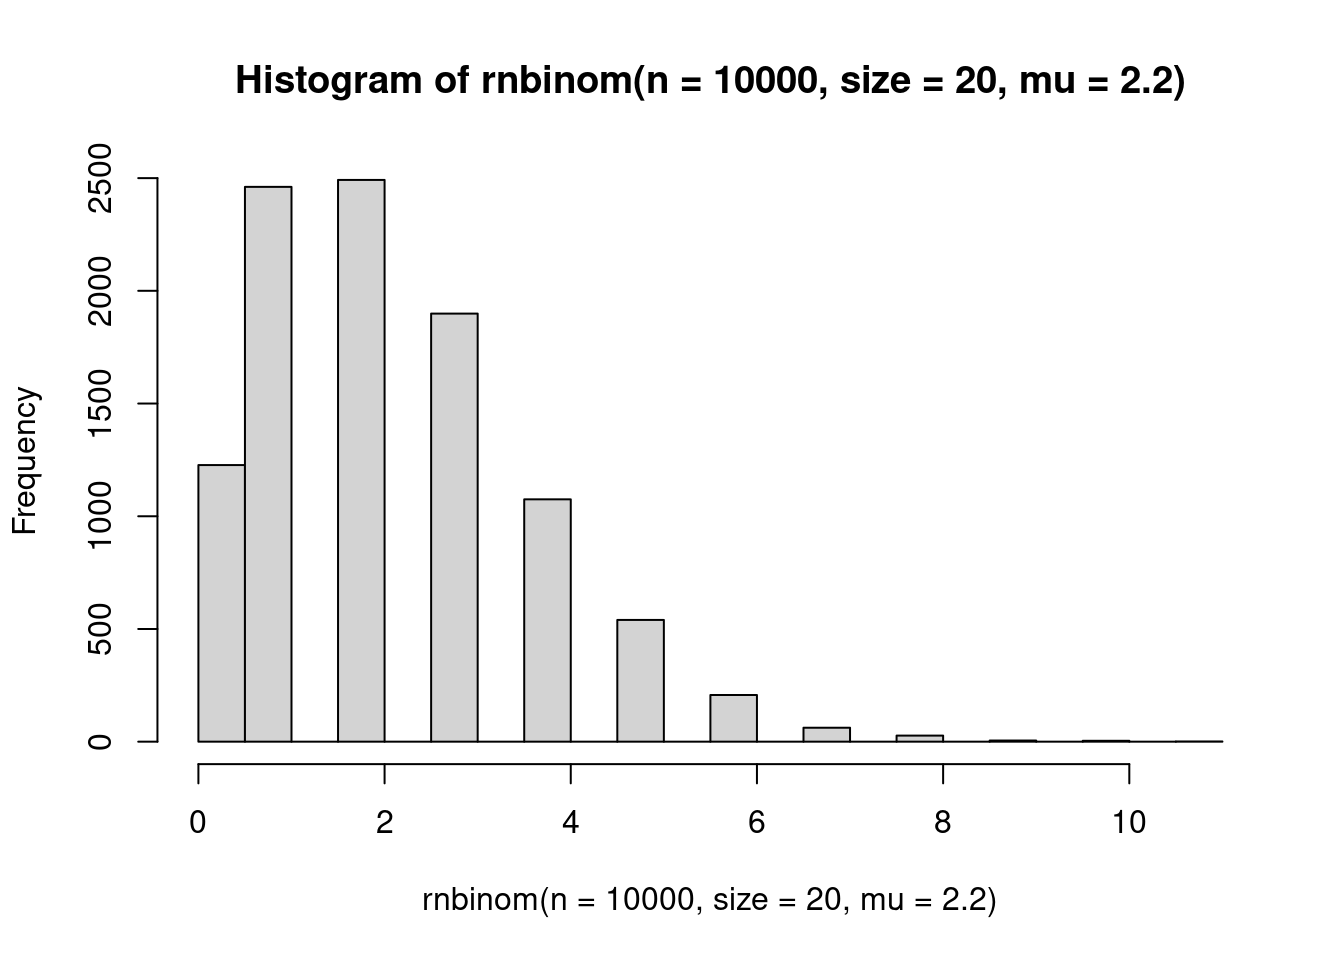 Histogram of rnbinom(n = 10000, size = 20, mu = 2.2)
Frequency
2500
2000
1500
1000
500
0
0 2 4 6 8 10
rnbinom(n = 10000, size = 20, mu = 2.2)